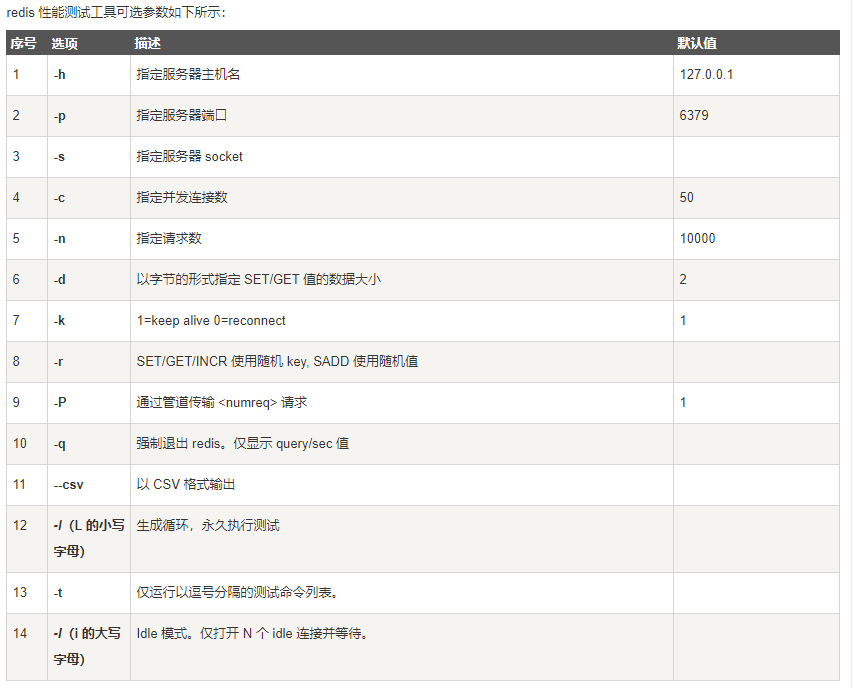 redis 性能测试工具可选参数如下所示：
序号 选项 描述 默认值
1 -h 指定服务器主机名 127.0.0.1
2 -p 指定服务器端口 6379
3 -s 指定服务器 socket
4 -c 指定并发连接数 50
5 -n 指定请求数 10000
6 -d 以字节的形式指定 SET/GET 值的数据大小 2
7 -k 1=keep alive 0=reconnect 1
8 -r SET/GET/INCR 使用随机 key, SADD 使用随机值
9 -P 通过管道传输 <numreq> 请求 1
10 -q 强制退出 redis。仅显示 query/sec 值
11 --csv 以 CSV 格式输出
12 -l（L 的小写 生成循环，永久执行测试
字母）
13 -t 仅运行以逗号分隔的测试命令列表。
14 -I（i 的大写 Idle 模式。仅打开 N 个 idle 连接并等待。
字母）